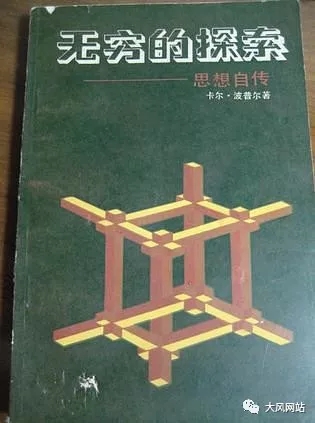 无穷的探索
——思想自传
卡尔·波普尔著
大风网站